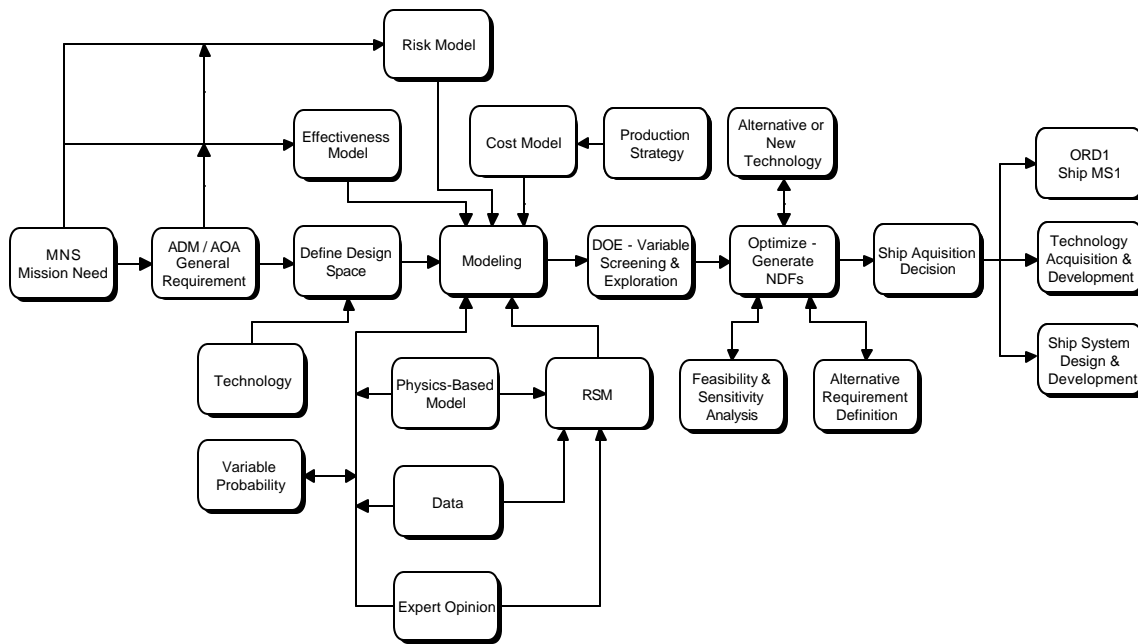 Risk Model
Effectiveness
Model
Cost Model
Production
Strategy
Alternative or
New
Technology
ORD1
Ship MS1
MNS
Mission Need
ADM / AOA
General
Requirement
Define Design
Space
Modeling
DOE - Variable
Screening &
Exploration
Optimize -
Generate
NDFs
Ship Aquisition
Decision
Technology
Acquisition &
Development
Technology
Physics-Based
Model
RSM
Feasibility &
Sensitivity
Analysis
Alternative
Requirement
Definition
Ship System
Design &
Development
Variable
Probability
Data
Expert Opinion